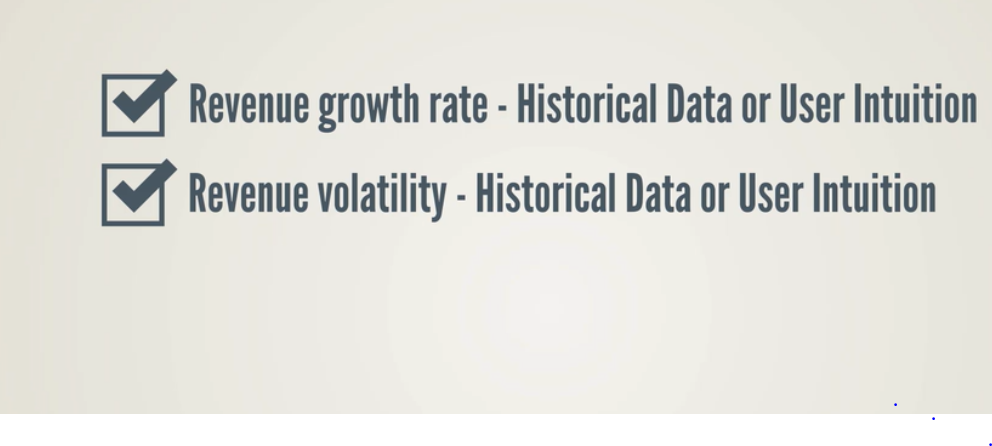 Revenue growth rate - Historical Data or User Intuition
Revenue volatility - Historical Data or User Intuition